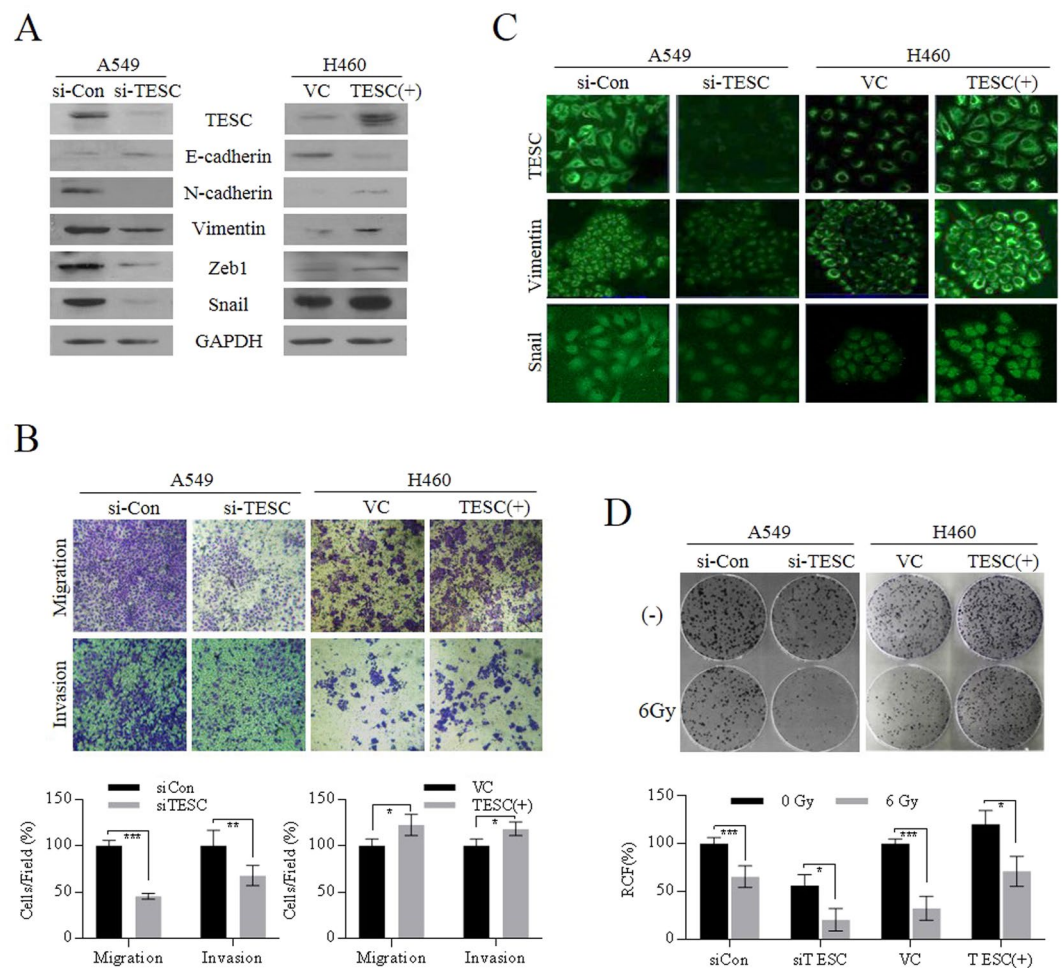 A
A549 H460
si-Con si-TESC VC TESC(+)
TESC
E-cadherin
N-cadherin
Vimentin
Zeb1
Snail
GAPDH
B
A549 H460
si-Con si-TESC VC TESC(+)
Migration
Invasion
siCon
siTESC
***
**
Cells/Field (%)
150
100
50
0
Migration Invasion
VC
TESC(+)
*
*
Cells/Field (%)
150
100
50
0
Migration Invasion
C
A549 H460
si-Con si-TESC VC TESC(+)
TESC
Vimentin
Snail
D
A549 H460
si-Con si-TESC VC TESC(+)
(-)
6Gy
0 Gy 6 Gy
*** * *** *
RCF(%)
150
100
50
0
siCon siTESC VC TESC(+)